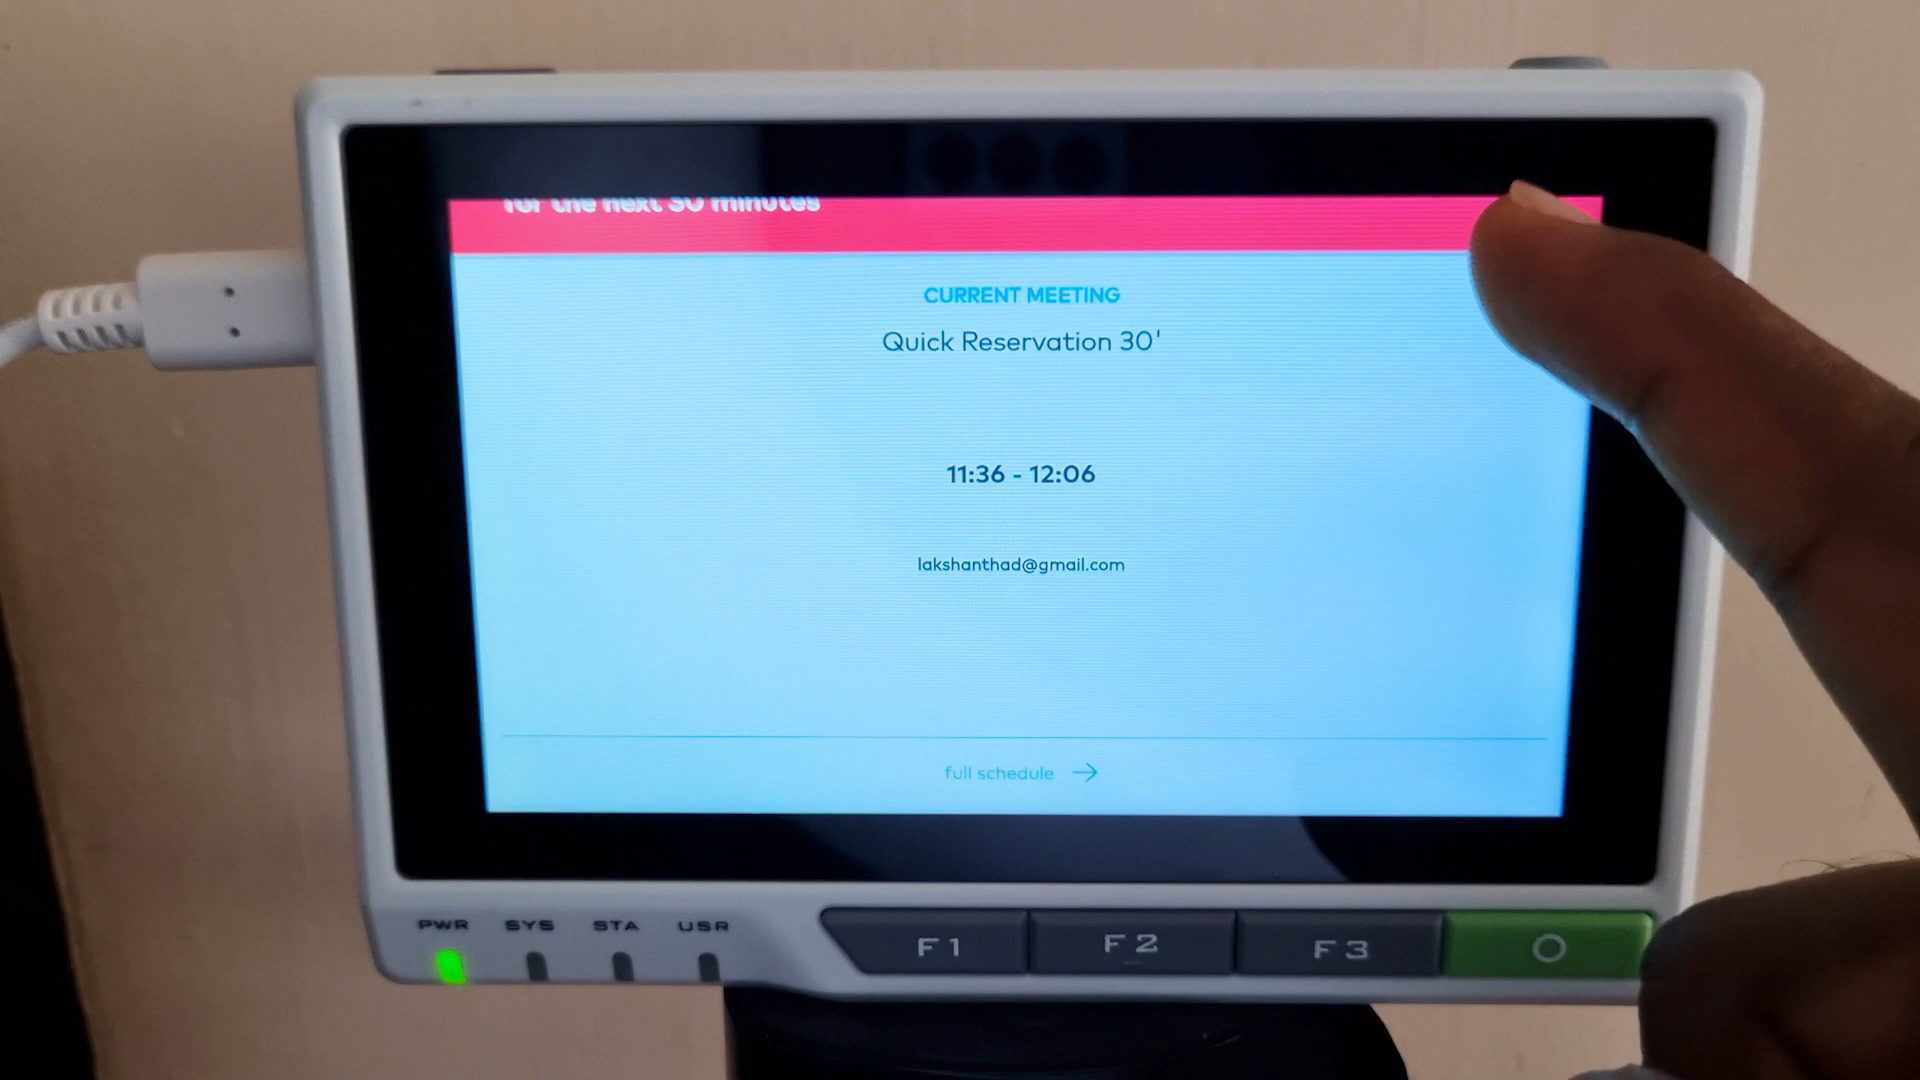 for the next 30 minutes
CURRENT MEETING
Quick Reservation 30'
11:36 - 12:06
lakshanthad@gmail.com
full schedule →
PWR SYS STA USR
F1 F2 F3